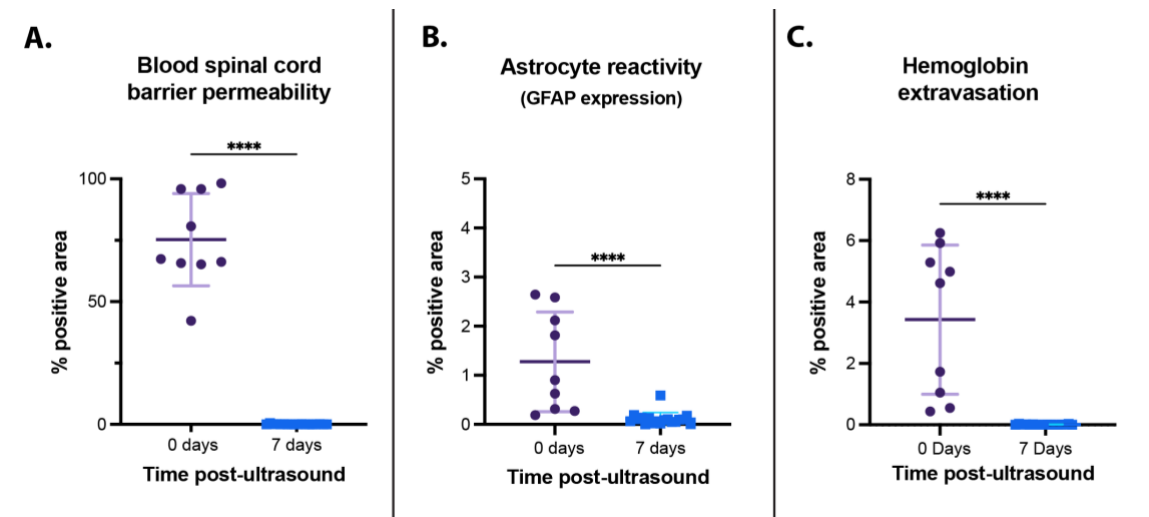 A.
Blood spinal cord
barrier permeability
****
100
50
0
% positive area
0 days
7 days
Time post-ultrasound
B.
Astrocyte reactivity
(GFAP expression)
****
5
4
3
2
1
0
% positive area
0 days
7 days
Time post-ultrasound
C.
Hemoglobin
extravasation
****
8
6
4
2
0
% positive area
0 Days
7 Days
Time post-ultrasound